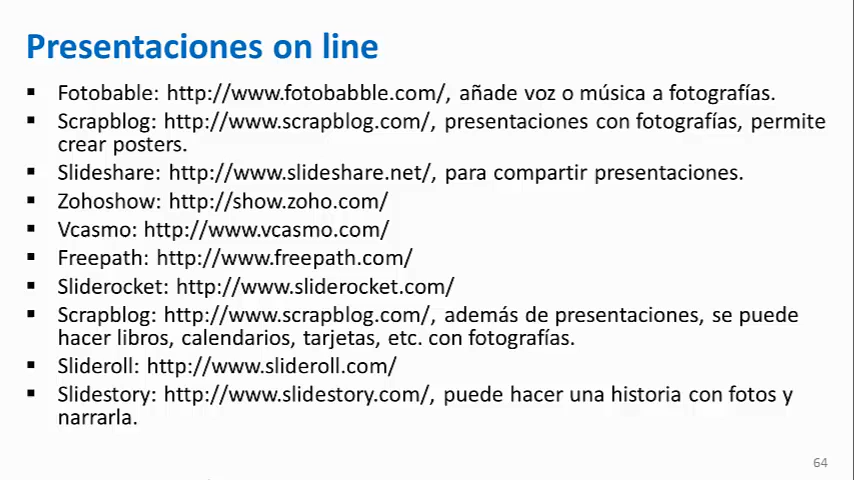 Presentaciones on line
▪ Fotobable: http://www.fotobabble.com/, añade voz o música a fotografías.
▪ Scrapblog: http://www.scrapblog.com/, presentaciones con fotografías, permite
crear posters.
▪ Slideshare: http://www.slideshare.net/, para compartir presentaciones.
▪ Zohoshow: http://show.zoho.com/
▪ Vcasmo: http://www.vcasmo.com/
▪ Freepath: http://www.freepath.com/
▪ Sliderocket: http://www.sliderocket.com/
▪ Scrapblog: http://www.scrapblog.com/, además de presentaciones, se puede
hacer libros, calendarios, tarjetas, etc. con fotografías.
▪ Slideroll: http://www.slideroll.com/
▪ Slidestory: http://www.slidestory.com/, puede hacer una historia con fotos y
narrarla.
64